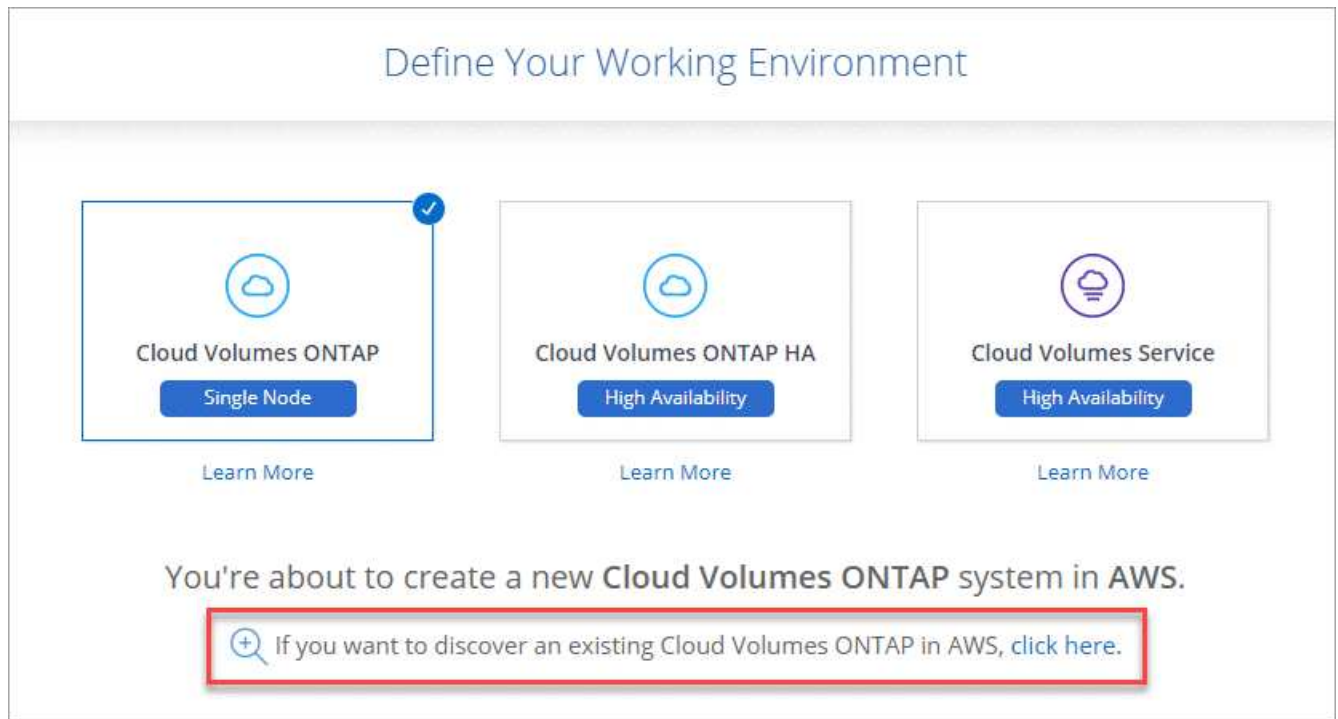 Define Your Working Environment
Cloud Volumes ONTAP
Single Node
Learn More
Cloud Volumes ONTAP HA
High Availability
Learn More
Cloud Volumes Service
High Availability
Learn More
You're about to create a new Cloud Volumes ONTAP system in AWS.
If you want to discover an existing Cloud Volumes ONTAP in AWS, click here.